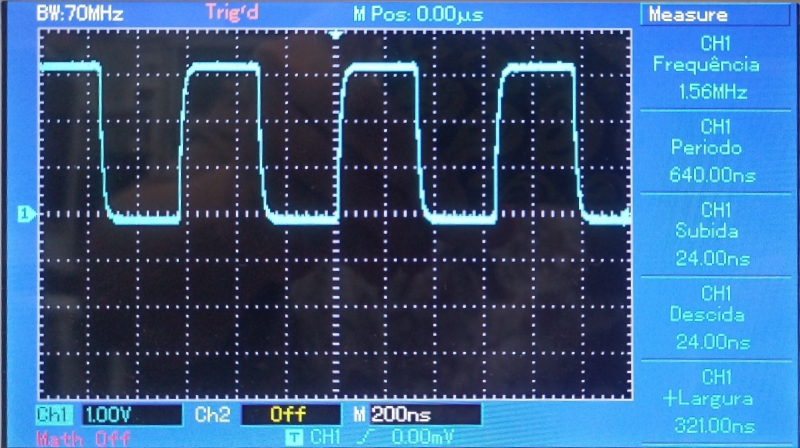 BW:70MHz Trig'd M Pos: 0.00µs Measure
CH1
Frequência
1.56MHz
CH1
Periodo
640.00ns
CH1
Subida
24.00ns
CH1
Descida
24.00ns
CH1
+Largura
321.00ns
1
Ch1 1.00V Ch2 Off M 200ns
Math Off T CH1 0.00mV